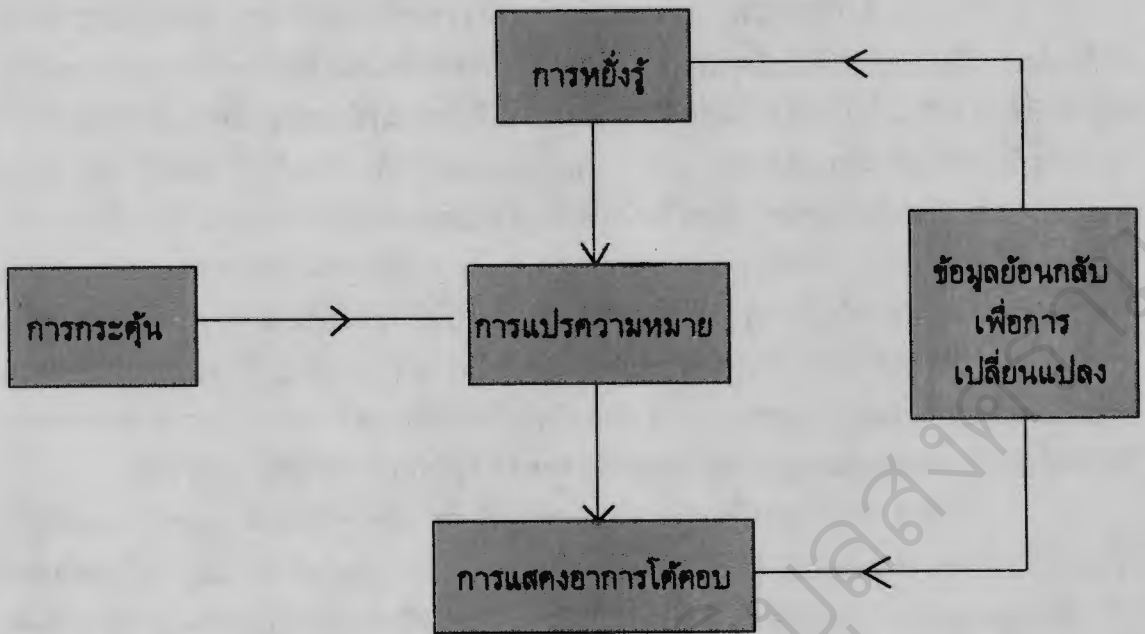 การหยั่งรู้
ข้อมูลย้อนกลับ
เพื่อการ
เปลี่ยนแปลง
การกระตุ้น
การแปรความหมาย
การแสดงอาการโต้ตอบ